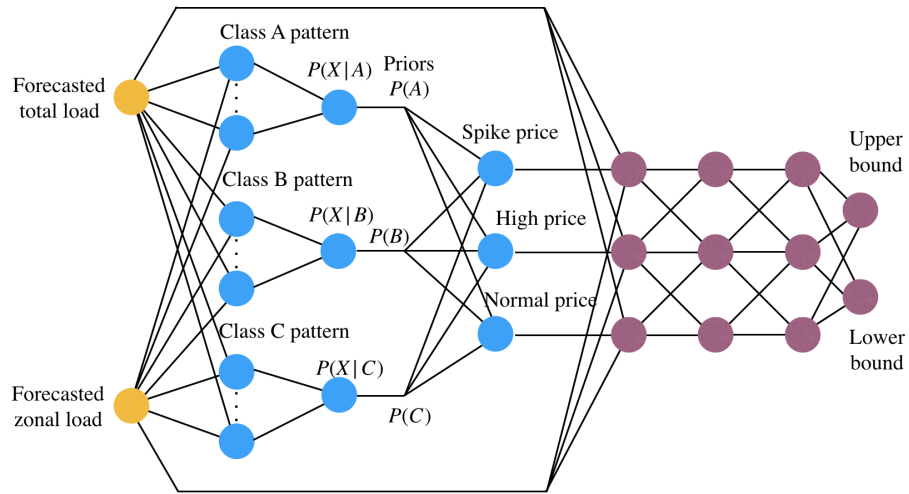 Class A pattern
P(X|A)
Priors
P(A)
Forecasted
total load
Spike price
Upper
bound
Class B pattern
P(X|B)
P(B)
High price
Normal price
Class C pattern
P(X|C)
P(C)
Forecasted
zonal load
Lower
bound